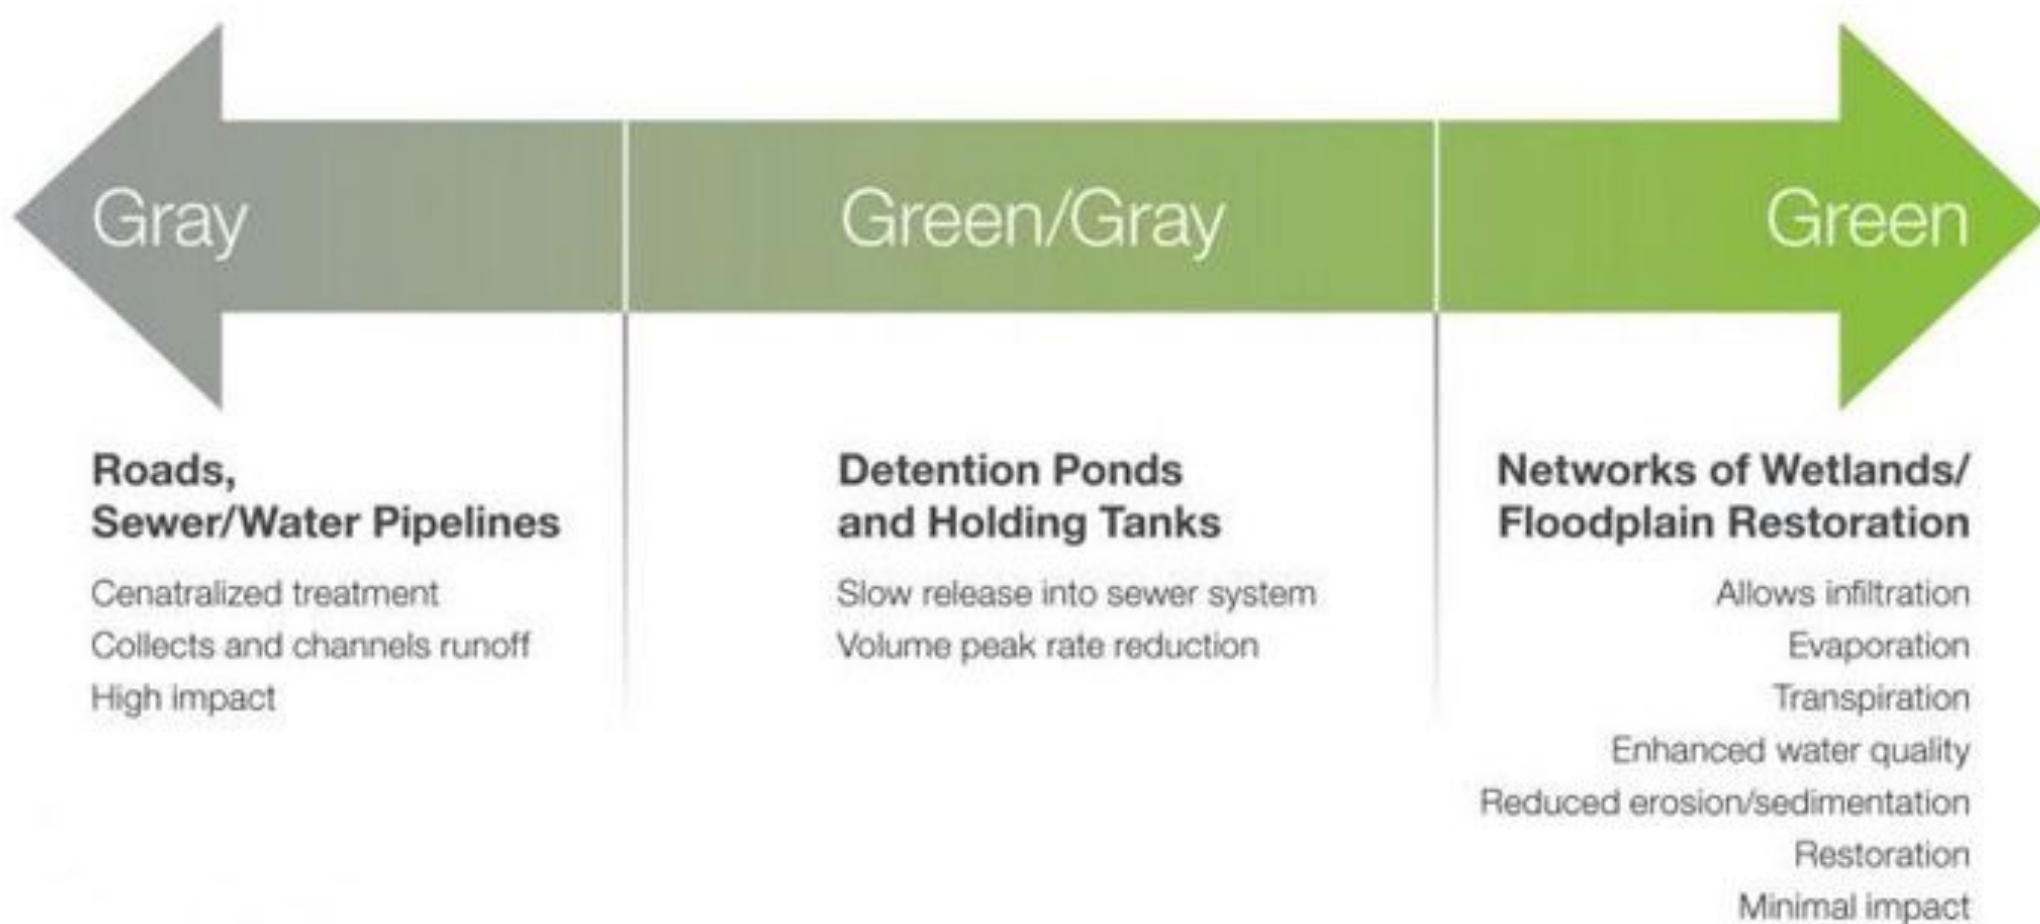 Gray
Green/Gray
Green
Roads,
Sewer/Water Pipelines
Cenatralized treatment
Collects and channels runoff
High impact
Detention Ponds
and Holding Tanks
Slow release into sewer system
Volume peak rate reduction
Networks of Wetlands/
Floodplain Restoration
Allows infiltration
Evaporation
Transpiration
Enhanced water quality
Reduced erosion/sedimentation
Restoration
Minimal impact